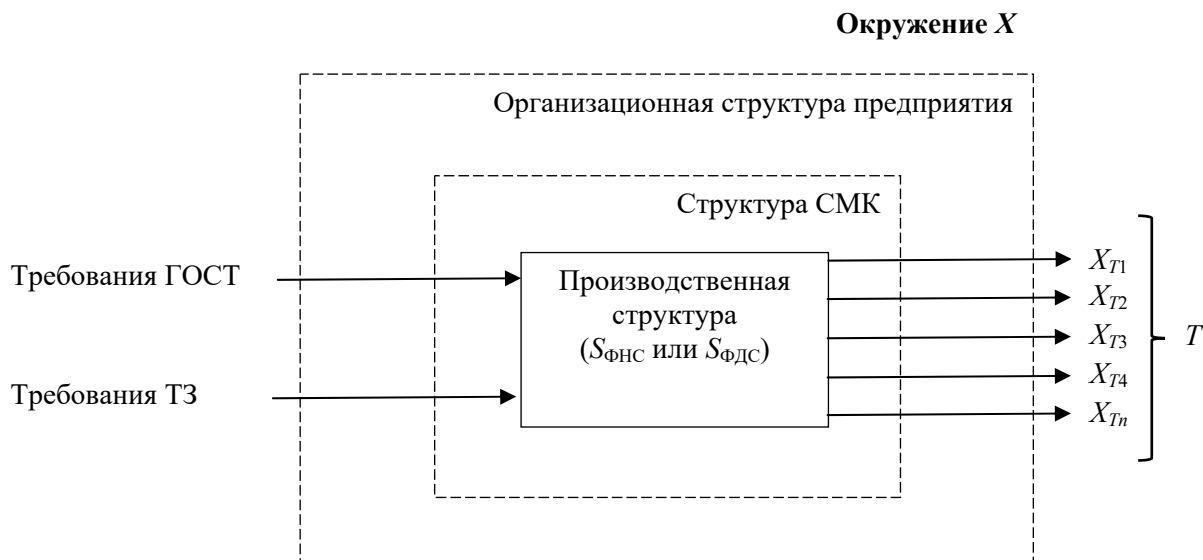 Окружение X
Организационная структура предприятия
Структура СМК
Требования ГОСТ
Производственная
структура
(SФНС или SФДС)
Требования ТЗ
XT1
XT2
XT3
XT4
XTn
T